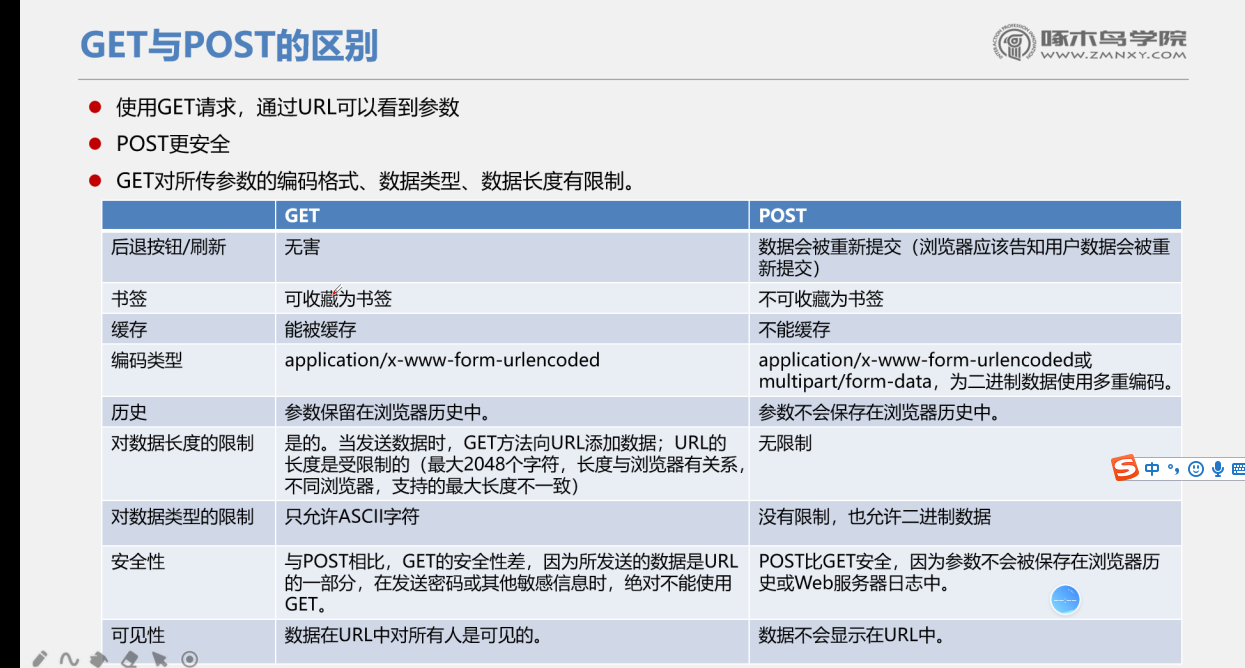 GET与POST的区别
啄木鸟学院
WWW.ZMNXY.COM
使用GET请求，通过URL可以看到参数
POST更安全
GET对所传参数的编码格式、数据类型、数据长度有限制。
GET
POST
后退按钮/刷新
无害
数据会被重新提交（浏览器应该告知用户数据会被重
新提交）
书签
可收藏为书签
不可收藏为书签
缓存
能被缓存
不能缓存
编码类型
application/x-www-form-urlencoded
application/x-www-form-urlencoded或
multipart/form-data，为二进制数据使用多重编码。
历史
参数保留在浏览器历史中。
参数不会保存在浏览器历史中。
对数据长度的限制
是的。当发送数据时，GET方法向URL添加数据；URL的
长度是受限制的（最大2048个字符，长度与浏览器有关系，
不同浏览器，支持的最大长度不一致）
无限制
中
对数据类型的限制
只允许ASCII字符
没有限制，也允许二进制数据
安全性
与POST相比，GET的安全性差，因为所发送的数据是URL
的一部分，在发送密码或其他敏感信息时，绝对不能使用
GET。
POST比GET安全，因为参数不会被保存在浏览器历
史或Web服务器日志中。
可见性
数据在URL中对所有人是可见的。
数据不会显示在URL中。